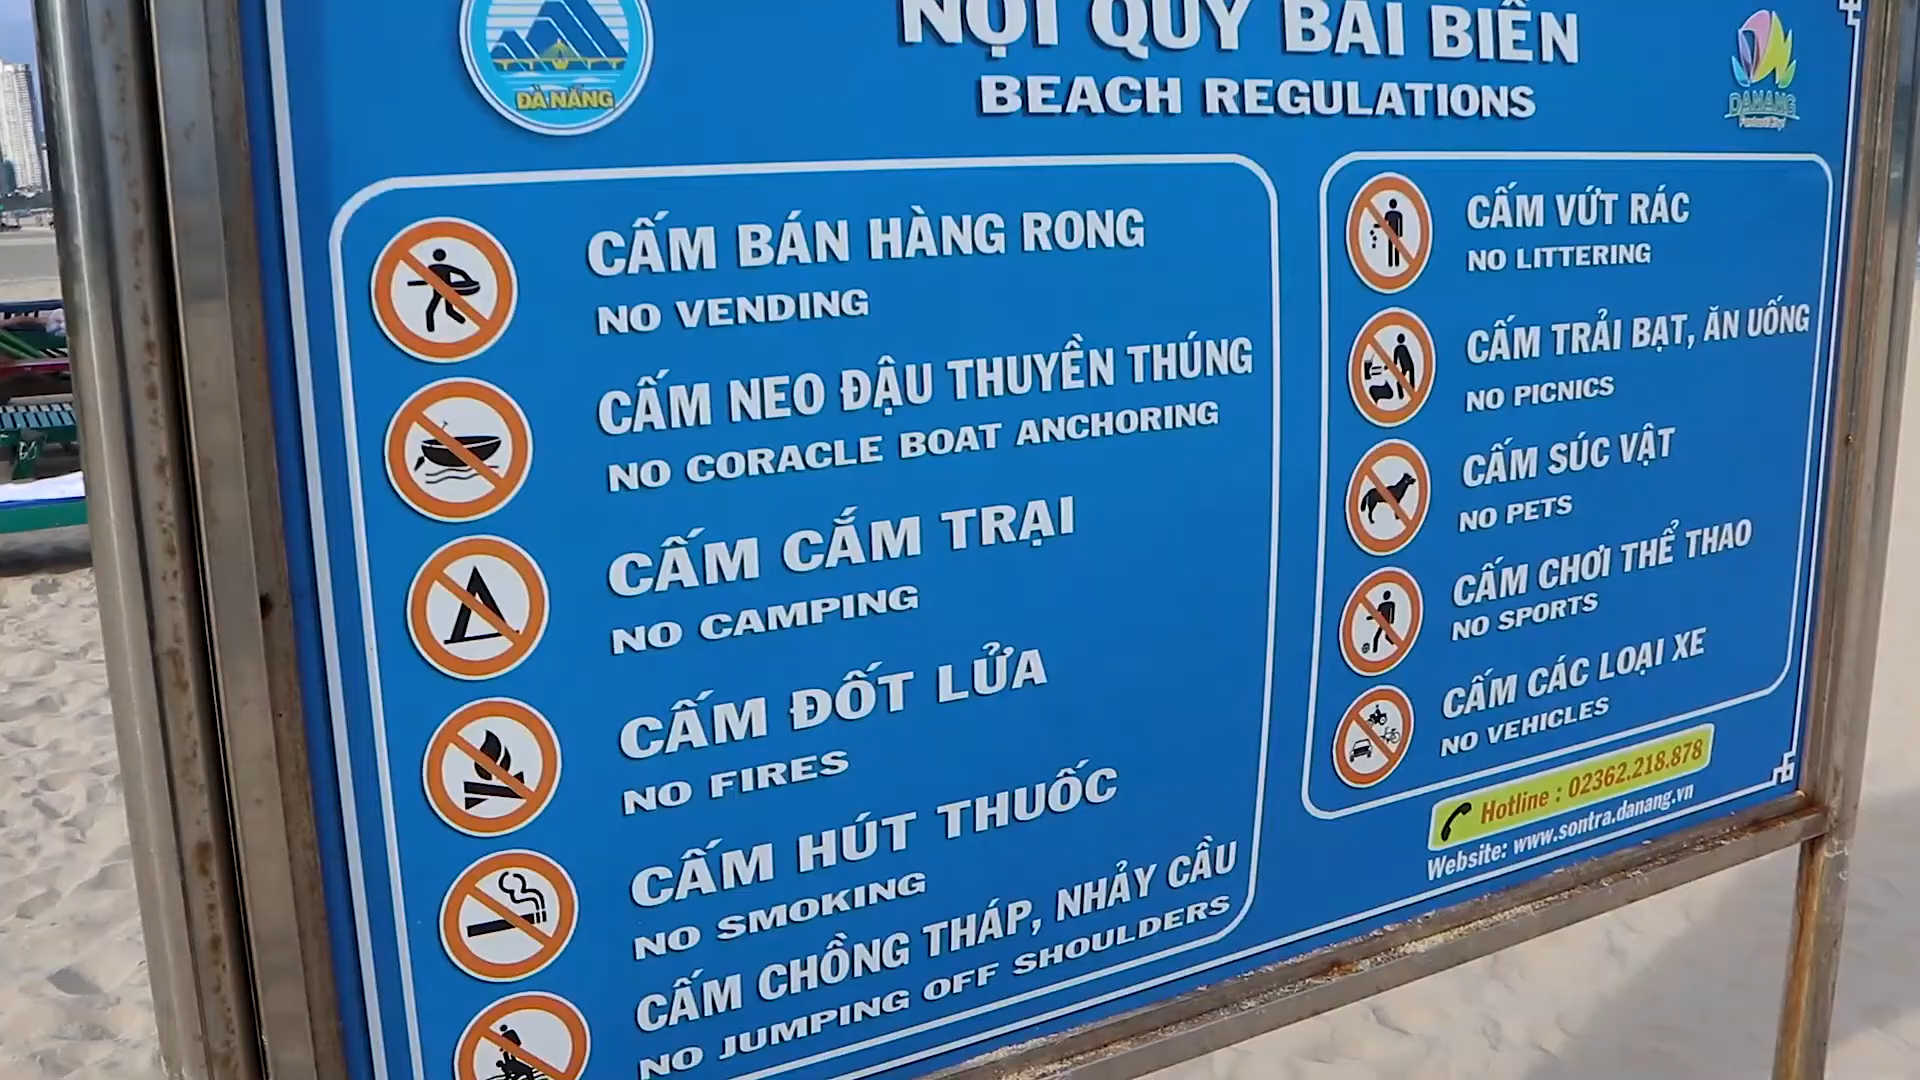 ĐÀ NẴNG
NỘI QUY BÃI BIỂN
BEACH REGULATIONS
DANANG
CẤM BÁN HÀNG RONG
NO VENDING
CẤM NEO ĐẬU THUYỀN THÚNG
NO CORACLE BOAT ANCHORING
CẤM CẮM TRẠI
NO CAMPING
CẤM ĐỐT LỬA
NO FIRES
CẤM HÚT THUỐC
NO SMOKING
CẤM CHỒNG THÁP, NHẢY CẦU
NO JUMPING OFF SHOULDERS
CẤM VỨT RÁC
NO LITTERING
CẤM TRẢI BẠT, ĂN UỐNG
NO PICNICS
CẤM SÚC VẬT
NO PETS
CẤM CHƠI THỂ THAO
NO SPORTS
CẤM CÁC LOẠI XE
NO VEHICLES
Hotline : 02362.218.878
Website: www.sontra.danang.vn